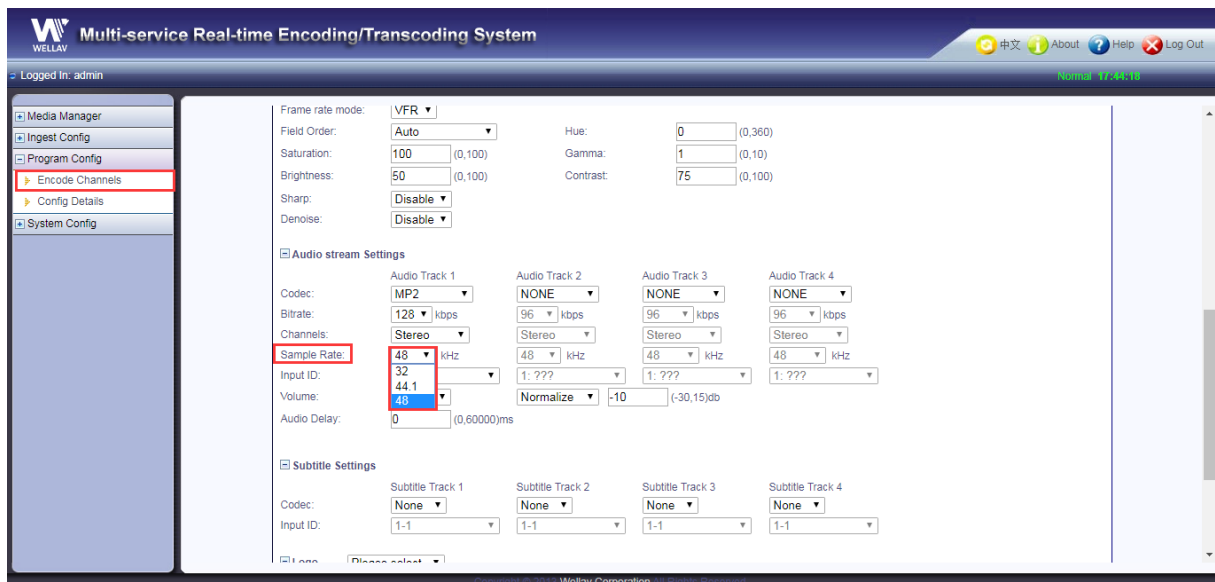 WELLAV
Multi-service Real-time Encoding/Transcoding System
中文 About Help Log Out
Logged In: admin
Normal 17:44:18
Media Manager
Ingest Config
Program Config
Encode Channels
Config Details
System Config
Frame rate mode: VFR
Field Order: Auto Hue: 0 (0,360)
Saturation: 100 (0,100) Gamma: 1 (0,10)
Brightness: 50 (0,100) Contrast: 75 (0,100)
Sharp: Disable
Denoise: Disable
Audio stream Settings
Audio Track 1 Audio Track 2 Audio Track 3 Audio Track 4
Codec: MP2 NONE NONE NONE
Bitrate: 128 kbps 96 kbps 96 kbps 96 kbps
Channels: Stereo Stereo Stereo Stereo
Sample Rate: 48 kHz 48 kHz 48 kHz 48 kHz
32
44.1
48
Input ID: 1: ??? 1: ??? 1: ???
Volume: Normalize -10 (-30,15)db
Audio Delay: 0 (0,60000)ms
Subtitle Settings
Subtitle Track 1 Subtitle Track 2 Subtitle Track 3 Subtitle Track 4
Codec: None None None None
Input ID: 1-1 1-1 1-1 1-1
Logo Please select
Wellav Corporation All Rights Reserved